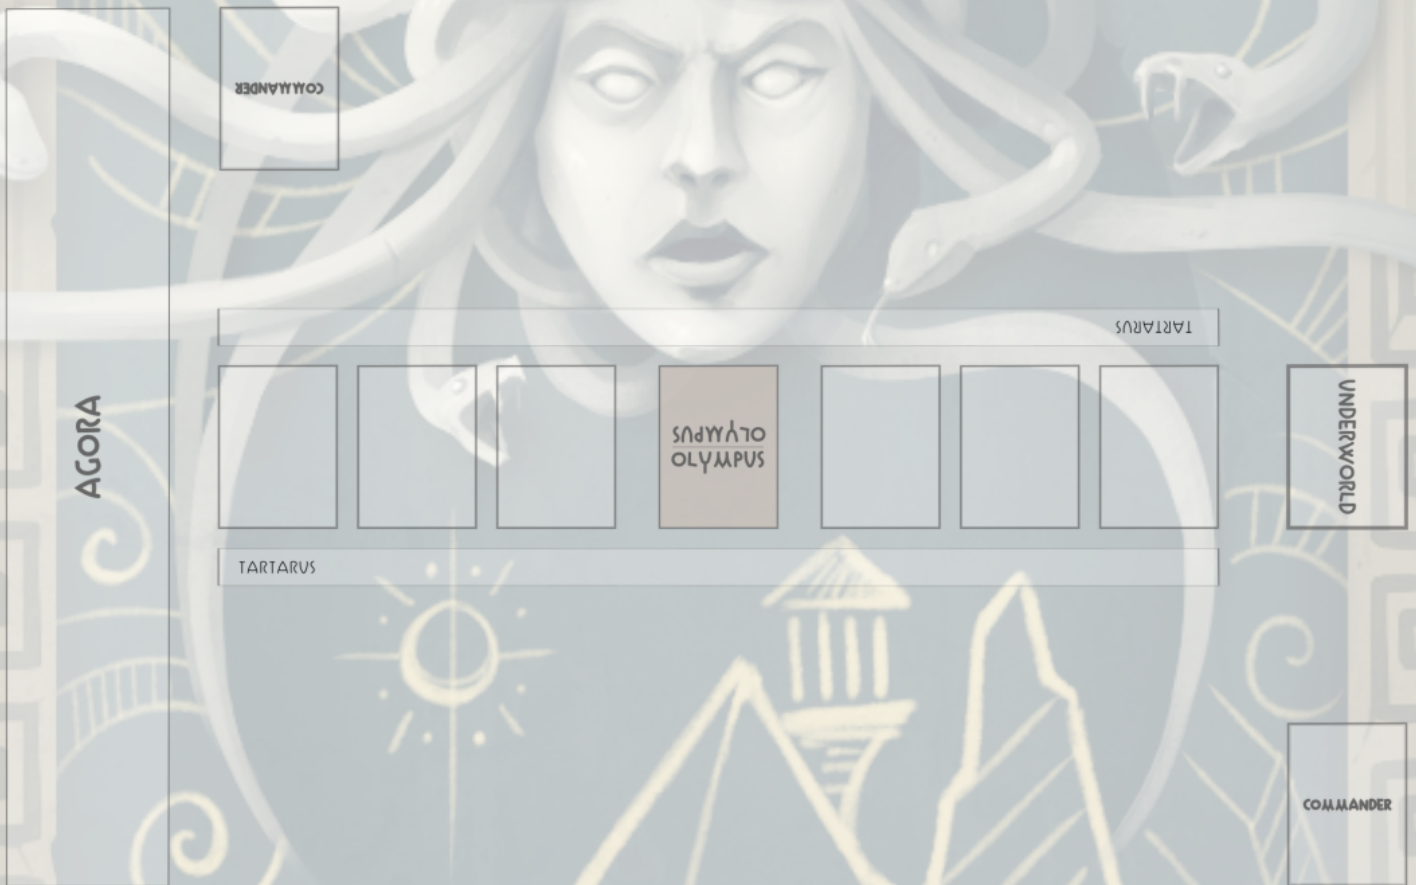 COMMANDER
TARTARUS
AGORA
OLYMPUS
OLYMPUS
UNDERWORLD
TARTARUS
COMMANDER